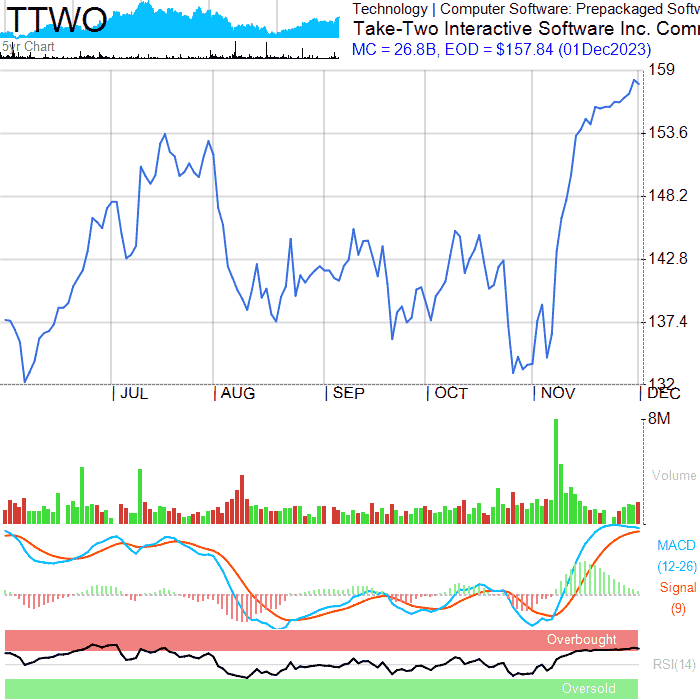 TTWO
5yr Chart
Technology | Computer Software: Prepackaged Softw
Take-Two Interactive Software Inc. Com
MC = 26.8B, EOD = $157.84 (01Dec2023)
159
153.6
148.2
142.8
137.4
132
JUL AUG SEP OCT NOV DEC
8M
Volume
MACD
(12-26)
Signal
(9)
Overbought
RSI(14)
Oversold